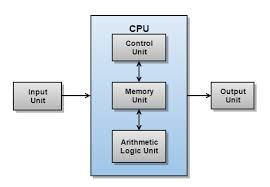 CPU
Control
Unit
Input
Unit
Memory
Unit
Output
Unit
Arithmetic
Logic Unit